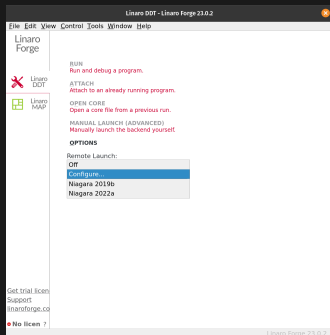 Linaro DDT - Linaro Forge 23.0.2
File Edit View Control Tools Window Help
Linaro
Forge
Linaro
DDT
Linaro
MAP
RUN
Run and debug a program.
ATTACH
Attach to an already running program.
OPEN CORE
Open a core file from a previous run.
MANUAL LAUNCH (ADVANCED)
Manually launch the backend yourself.
OPTIONS
Remote Launch:
Off
Configure...
Niagara 2019b
Niagara 2022a
Get trial licen
Support
linaroforge.co
No licen ?
Linaro Forge 23.0.2